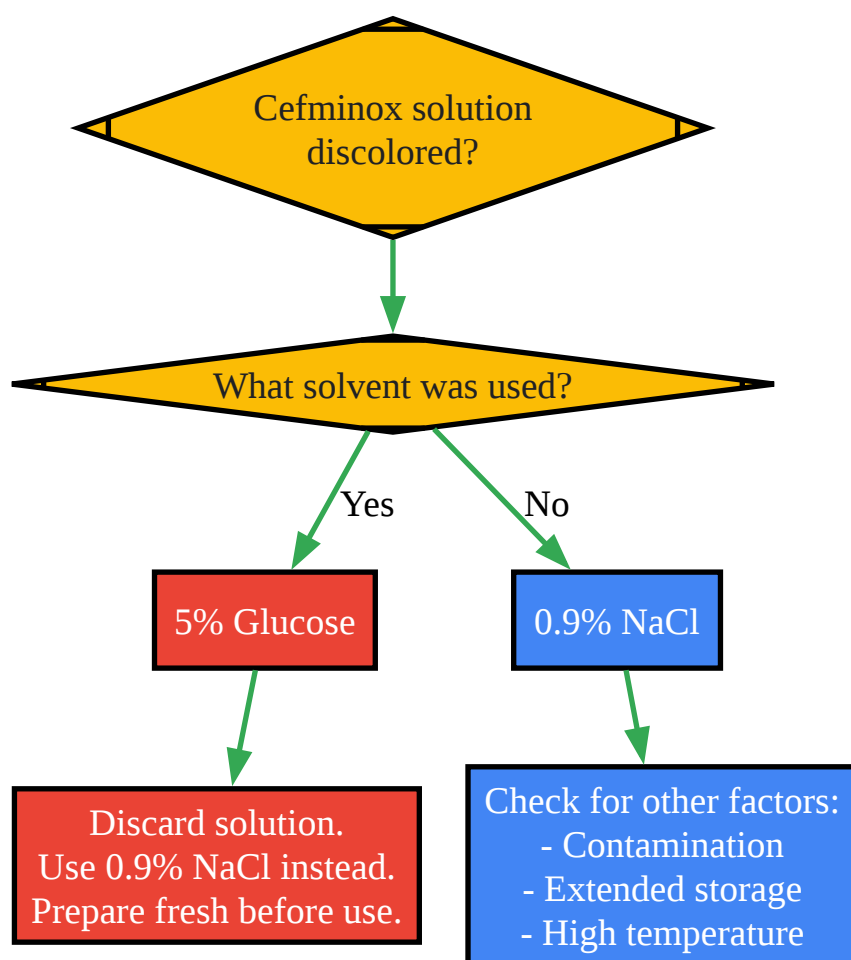 Cefminox solution
discolored?
What solvent was used?
Yes
No
5% Glucose
0.9% NaCl
Discard solution.
Use 0.9% NaCl instead.
Prepare fresh before use.
Check for other factors:
- Contamination
- Extended storage
- High temperature